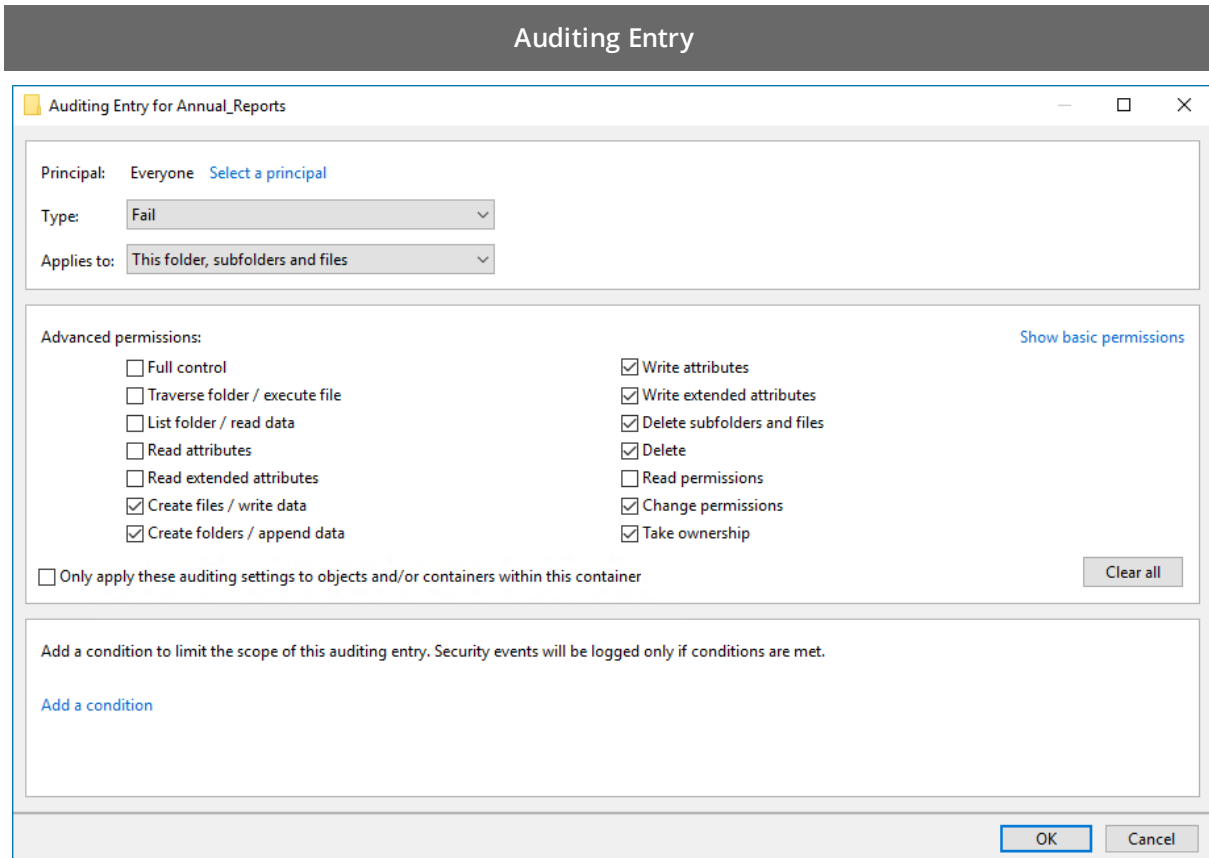 Auditing Entry
Auditing Entry for Annual_Reports
Principal: Everyone Select a principal
Type: Fail
Applies to: This folder, subfolders and files
Advanced permissions: Show basic permissions
Full control
Traverse folder / execute file
List folder / read data
Read attributes
Read extended attributes
Create files / write data
Create folders / append data
Write attributes
Write extended attributes
Delete subfolders and files
Delete
Read permissions
Change permissions
Take ownership
Only apply these auditing settings to objects and/or containers within this container
Clear all
Add a condition to limit the scope of this auditing entry. Security events will be logged only if conditions are met.
Add a condition
OK Cancel